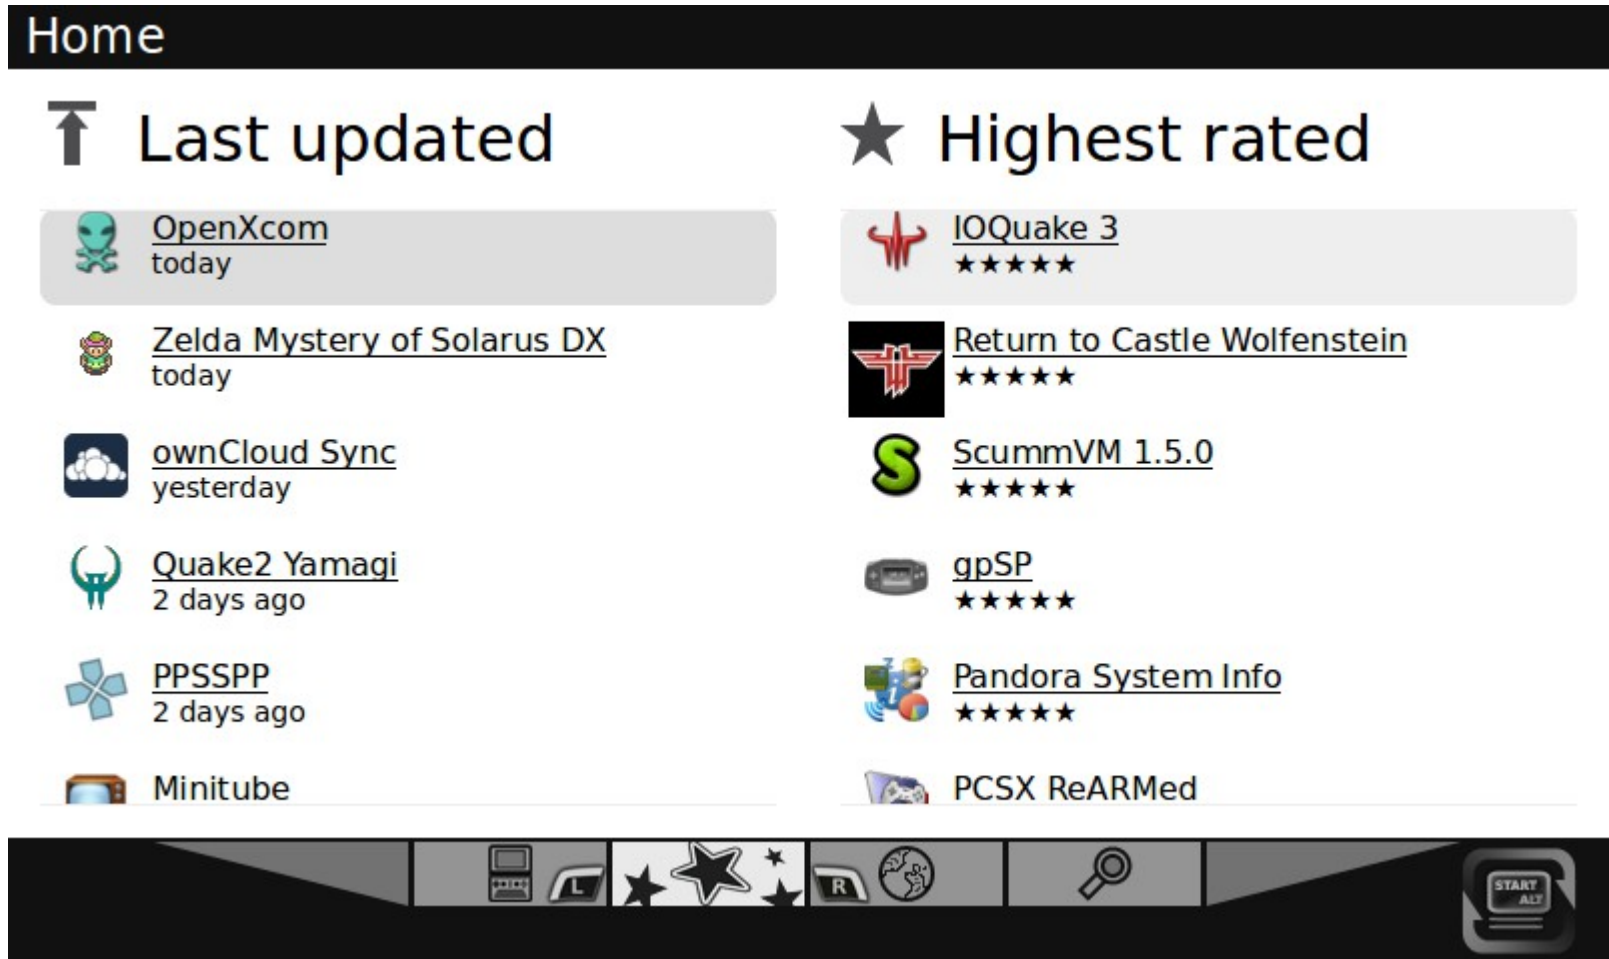 Home
Last updated
OpenXcom
today
Zelda Mystery of Solarus DX
today
ownCloud Sync
yesterday
Quake2 Yamagi
2 days ago
PPSSPP
2 days ago
Minitube
Highest rated
IOQuake 3
★★★★★
Return to Castle Wolfenstein
★★★★★
ScummVM 1.5.0
★★★★★
gpSP
★★★★★
Pandora System Info
★★★★★
PCSX ReARMed
L
R
START
ALT